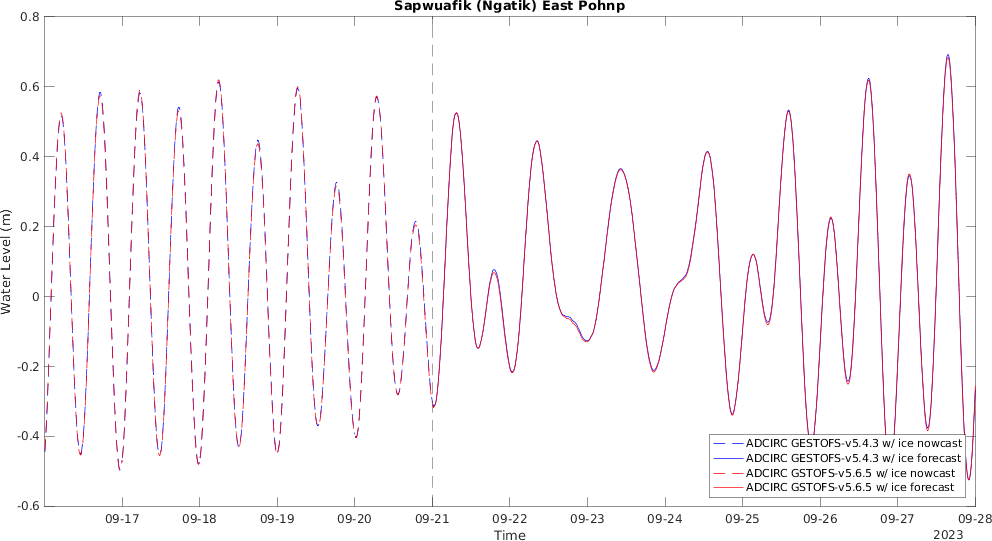 Sapwuafik (Ngatik) East Pohnp
Water Level (m)
0.8
0.6
0.4
0.2
0
-0.2
-0.4
-0.6
09-17 09-18 09-19 09-20 09-21 09-22 09-23 09-24 09-25 09-26 09-27 09-28
Time
2023
ADCIRC GESTOFS-v5.4.3 w/ ice nowcast
ADCIRC GESTOFS-v5.4.3 w/ ice forecast
ADCIRC GSTOFS-v5.6.5 w/ ice nowcast
ADCIRC GSTOFS-v5.6.5 w/ ice forecast